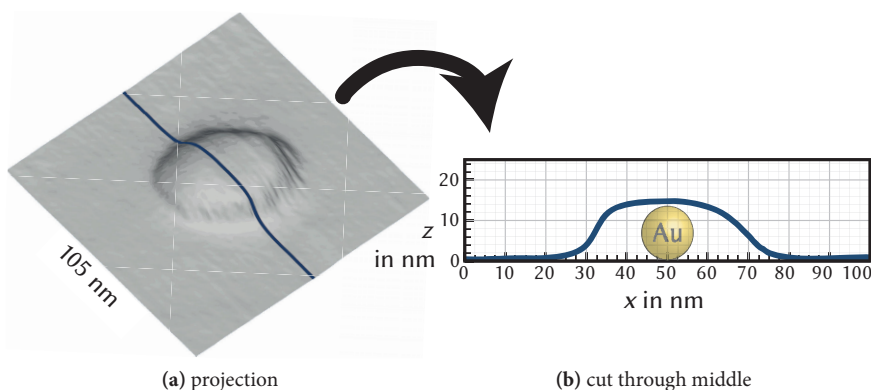 105 nm
z
in nm
20
10
0
Au
0 10 20 30 40 50 60 70 80 90 100
x in nm
(a) projection
(b) cut through middle